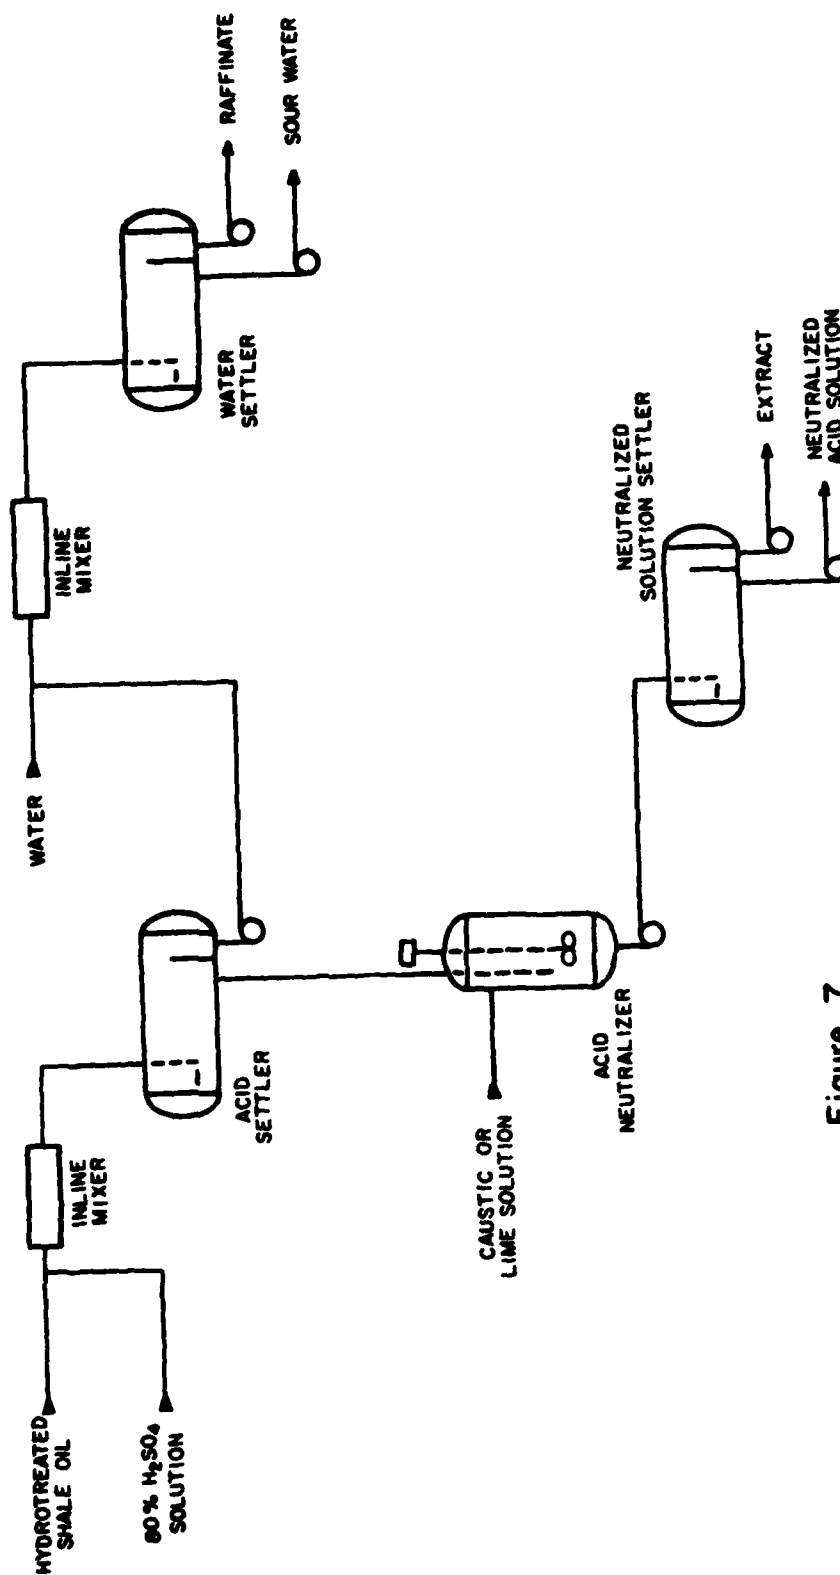 HYDROTREATED
SHALE OIL
80% H₂SO₄
SOLUTION
INLINE
MIXER
ACID
SETTLER
WATER
INLINE
MIXER
WATER
SETTLER
RAFFINATE
SOUR WATER
CAUSTIC OR
LIME SOLUTION
ACID
NEUTRALIZER
NEUTRALIZED
SOLUTION SETTLER
EXTRACT
NEUTRALIZED
ACID SOLUTION
Figure 7